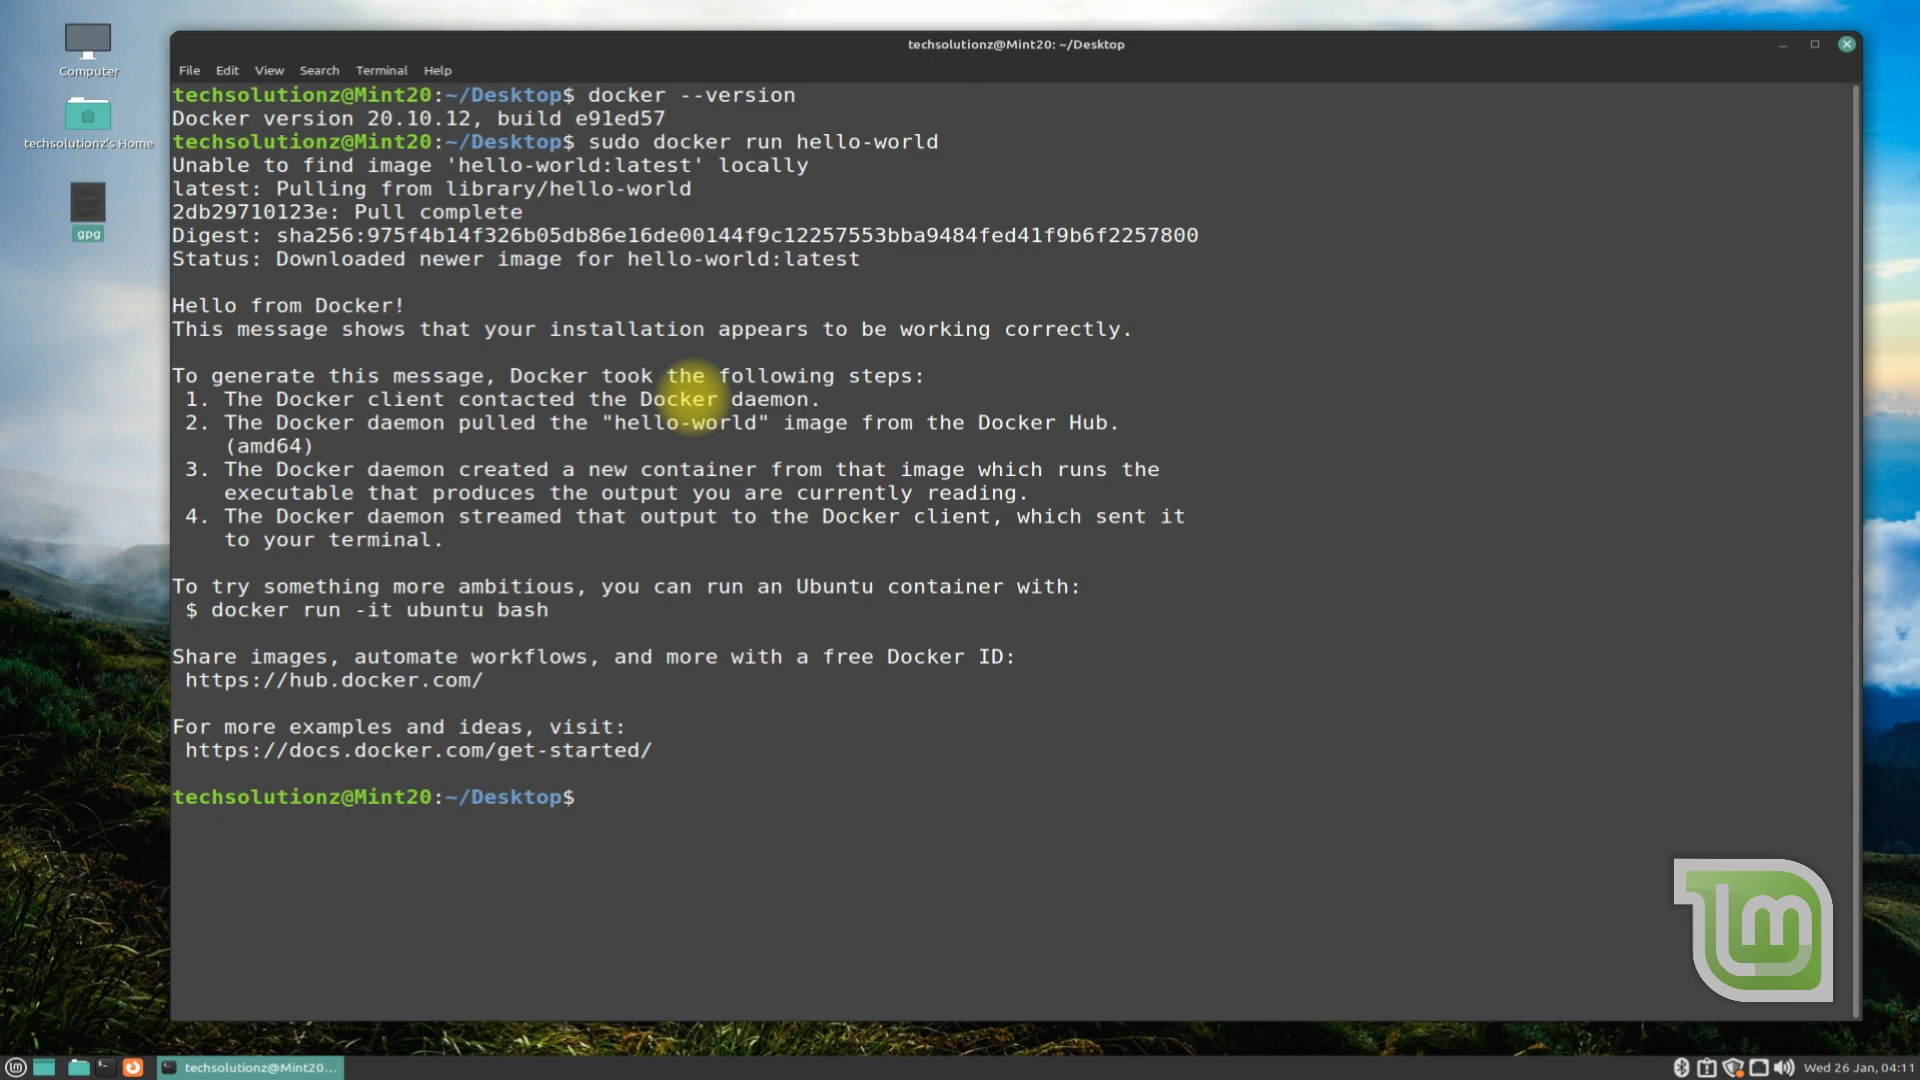 Computer
techsolutionz's Home
gpg
techsolutionz@Mint20: ~/Desktop
File Edit View Search Terminal Help
techsolutionz@Mint20:~/Desktop$ docker --version
Docker version 20.10.12, build e91ed57
techsolutionz@Mint20:~/Desktop$ sudo docker run hello-world
Unable to find image 'hello-world:latest' locally
latest: Pulling from library/hello-world
2db29710123e: Pull complete
Digest: sha256:975f4b14f326b05db86e16de00144f9c12257553bba9484fed41f9b6f2257800
Status: Downloaded newer image for hello-world:latest
Hello from Docker!
This message shows that your installation appears to be working correctly.
To generate this message, Docker took the following steps:
1. The Docker client contacted the Docker daemon.
2. The Docker daemon pulled the "hello-world" image from the Docker Hub.
(amd64)
3. The Docker daemon created a new container from that image which runs the
executable that produces the output you are currently reading.
4. The Docker daemon streamed that output to the Docker client, which sent it
to your terminal.
To try something more ambitious, you can run an Ubuntu container with:
$ docker run -it ubuntu bash
Share images, automate workflows, and more with a free Docker ID:
https://hub.docker.com/
For more examples and ideas, visit:
https://docs.docker.com/get-started/
techsolutionz@Mint20:~/Desktop$
lm
techsolutionz@Mint20...
Wed 26 Jan, 04:11